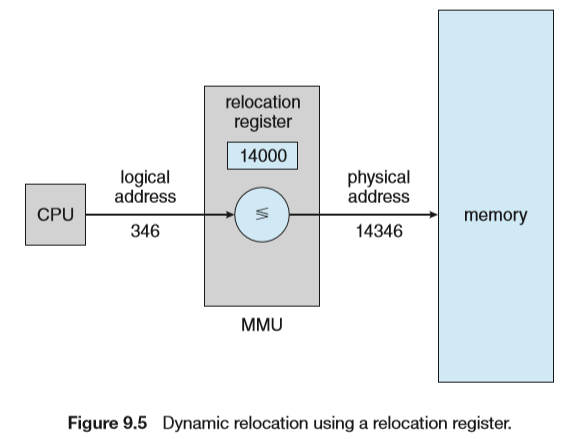 relocation
register
14000
logical
address
346
CPU
≶
physical
address
14346
memory
MMU
Figure 9.5 Dynamic relocation using a relocation register.